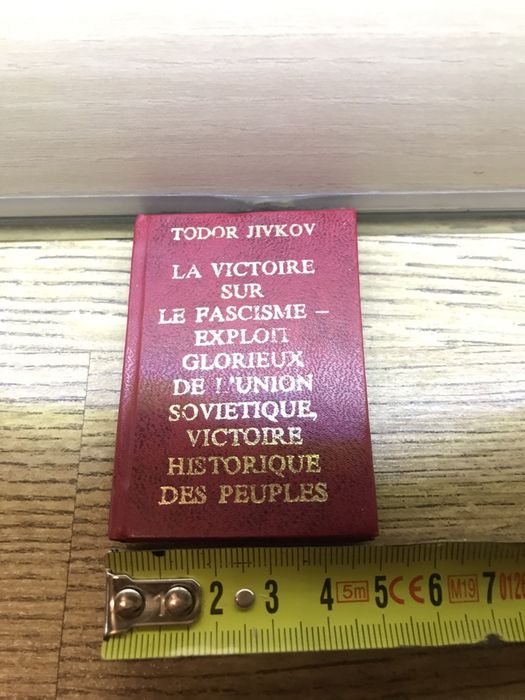 TODOR JIVKOV
LA VICTOIRE
SUR
LE FASCISME –
EXPLOIT
GLORIEUX
DE L'UNION
SOVIETIQUE,
VICTOIRE
HISTORIQUE
DES PEUPLES
2 3 4 5m 5 CE 6 M19 7 012